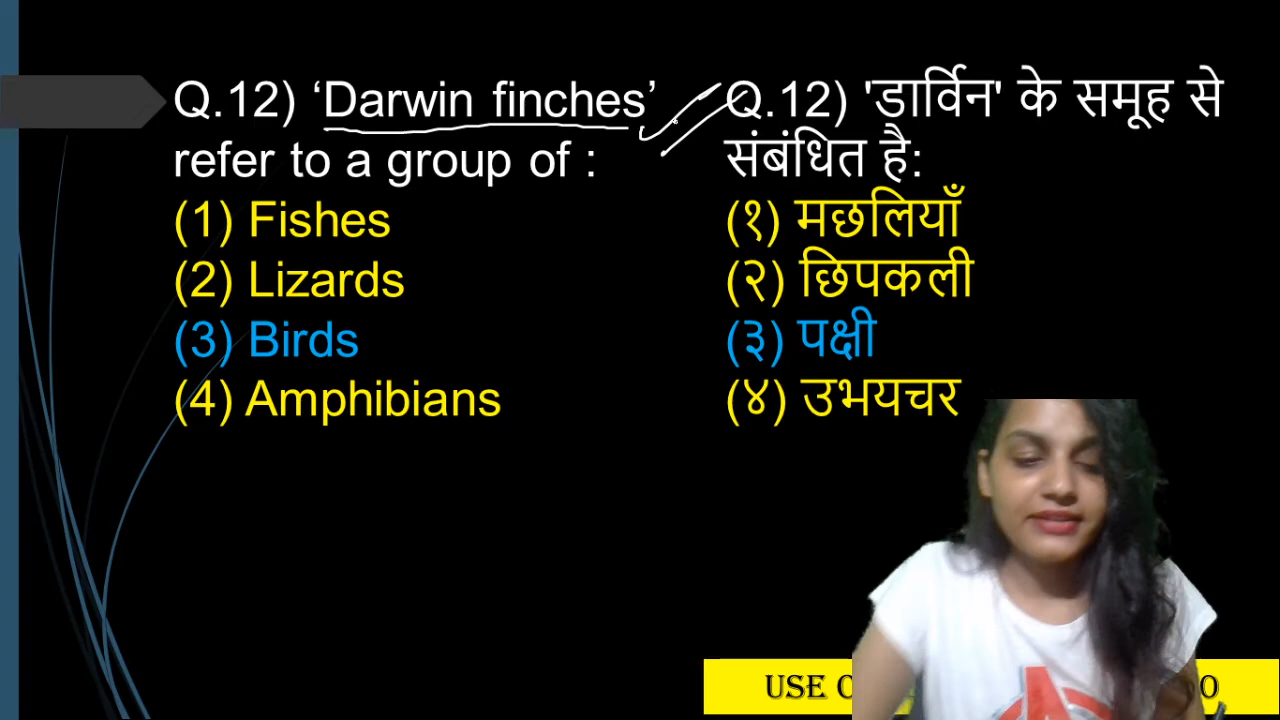 Q.12) ‘Darwin finches’
refer to a group of :
(1) Fishes
(2) Lizards
(3) Birds
(4) Amphibians
Q.12) 'डार्विन' के समूह से
संबंधित है:
(१) मछलियाँ
(२) छिपकली
(३) पक्षी
(४) उभयचर
USE